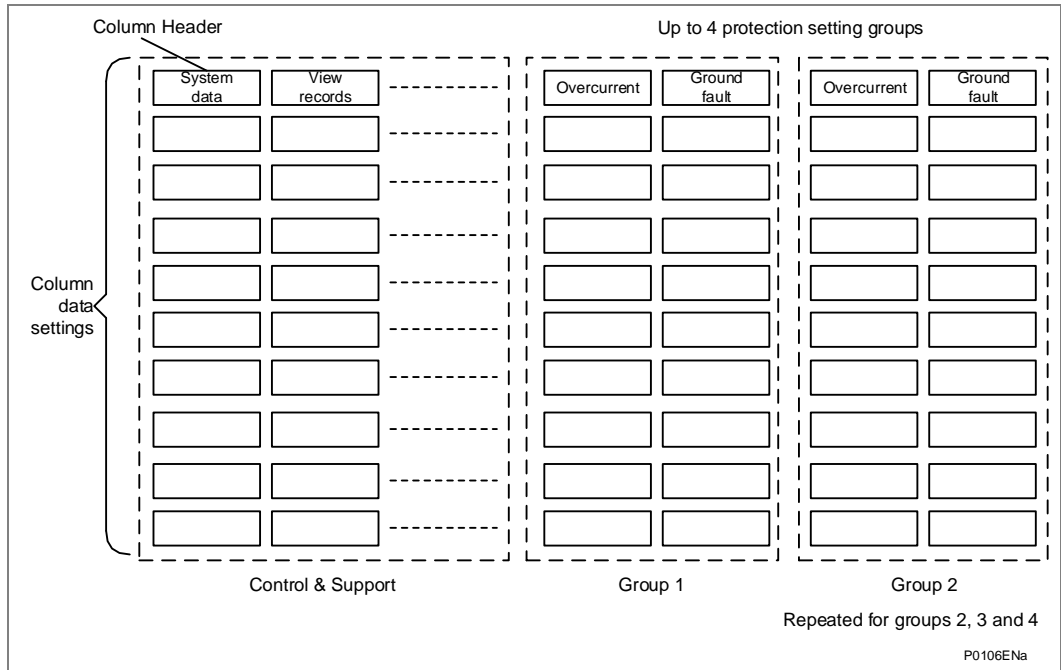 Column Header
Up to 4 protection setting groups
System
data
View
records
Overcurrent
Ground
fault
Overcurrent
Ground
fault
Column
data
settings
Control & Support
Group 1
Group 2
Repeated for groups 2, 3 and 4
P0106ENa